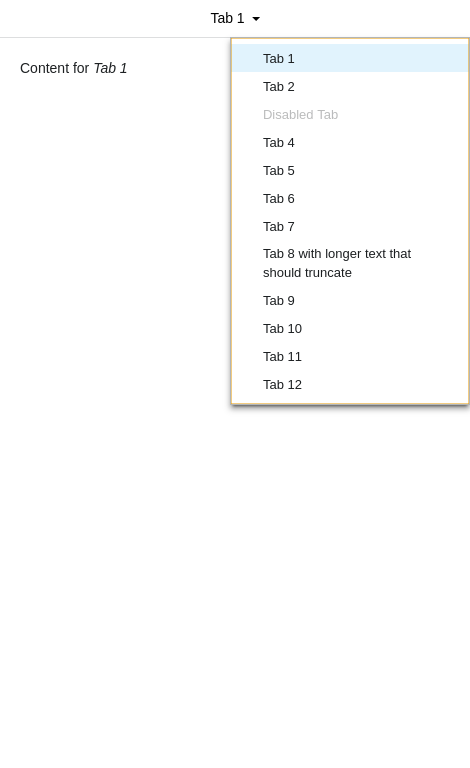 Tab 1
Content for Tab 1
Tab 1
Tab 2
Disabled Tab
Tab 4
Tab 5
Tab 6
Tab 7
Tab 8 with longer text that
should truncate
Tab 9
Tab 10
Tab 11
Tab 12